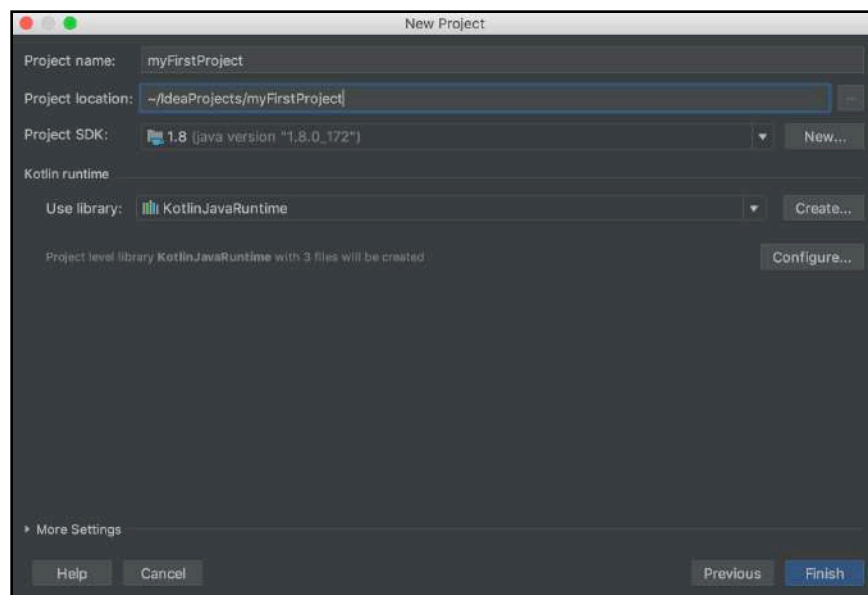 New Project
Project name: myFirstProject
Project location: ~/IdeaProjects/myFirstProject
Project SDK: 1.8 (java version "1.8.0_172") New...
Kotlin runtime
Use library: KotlinJavaRuntime Create...
Project level library KotlinJavaRuntime with 3 files will be created Configure...
More Settings
Help Cancel Previous Finish